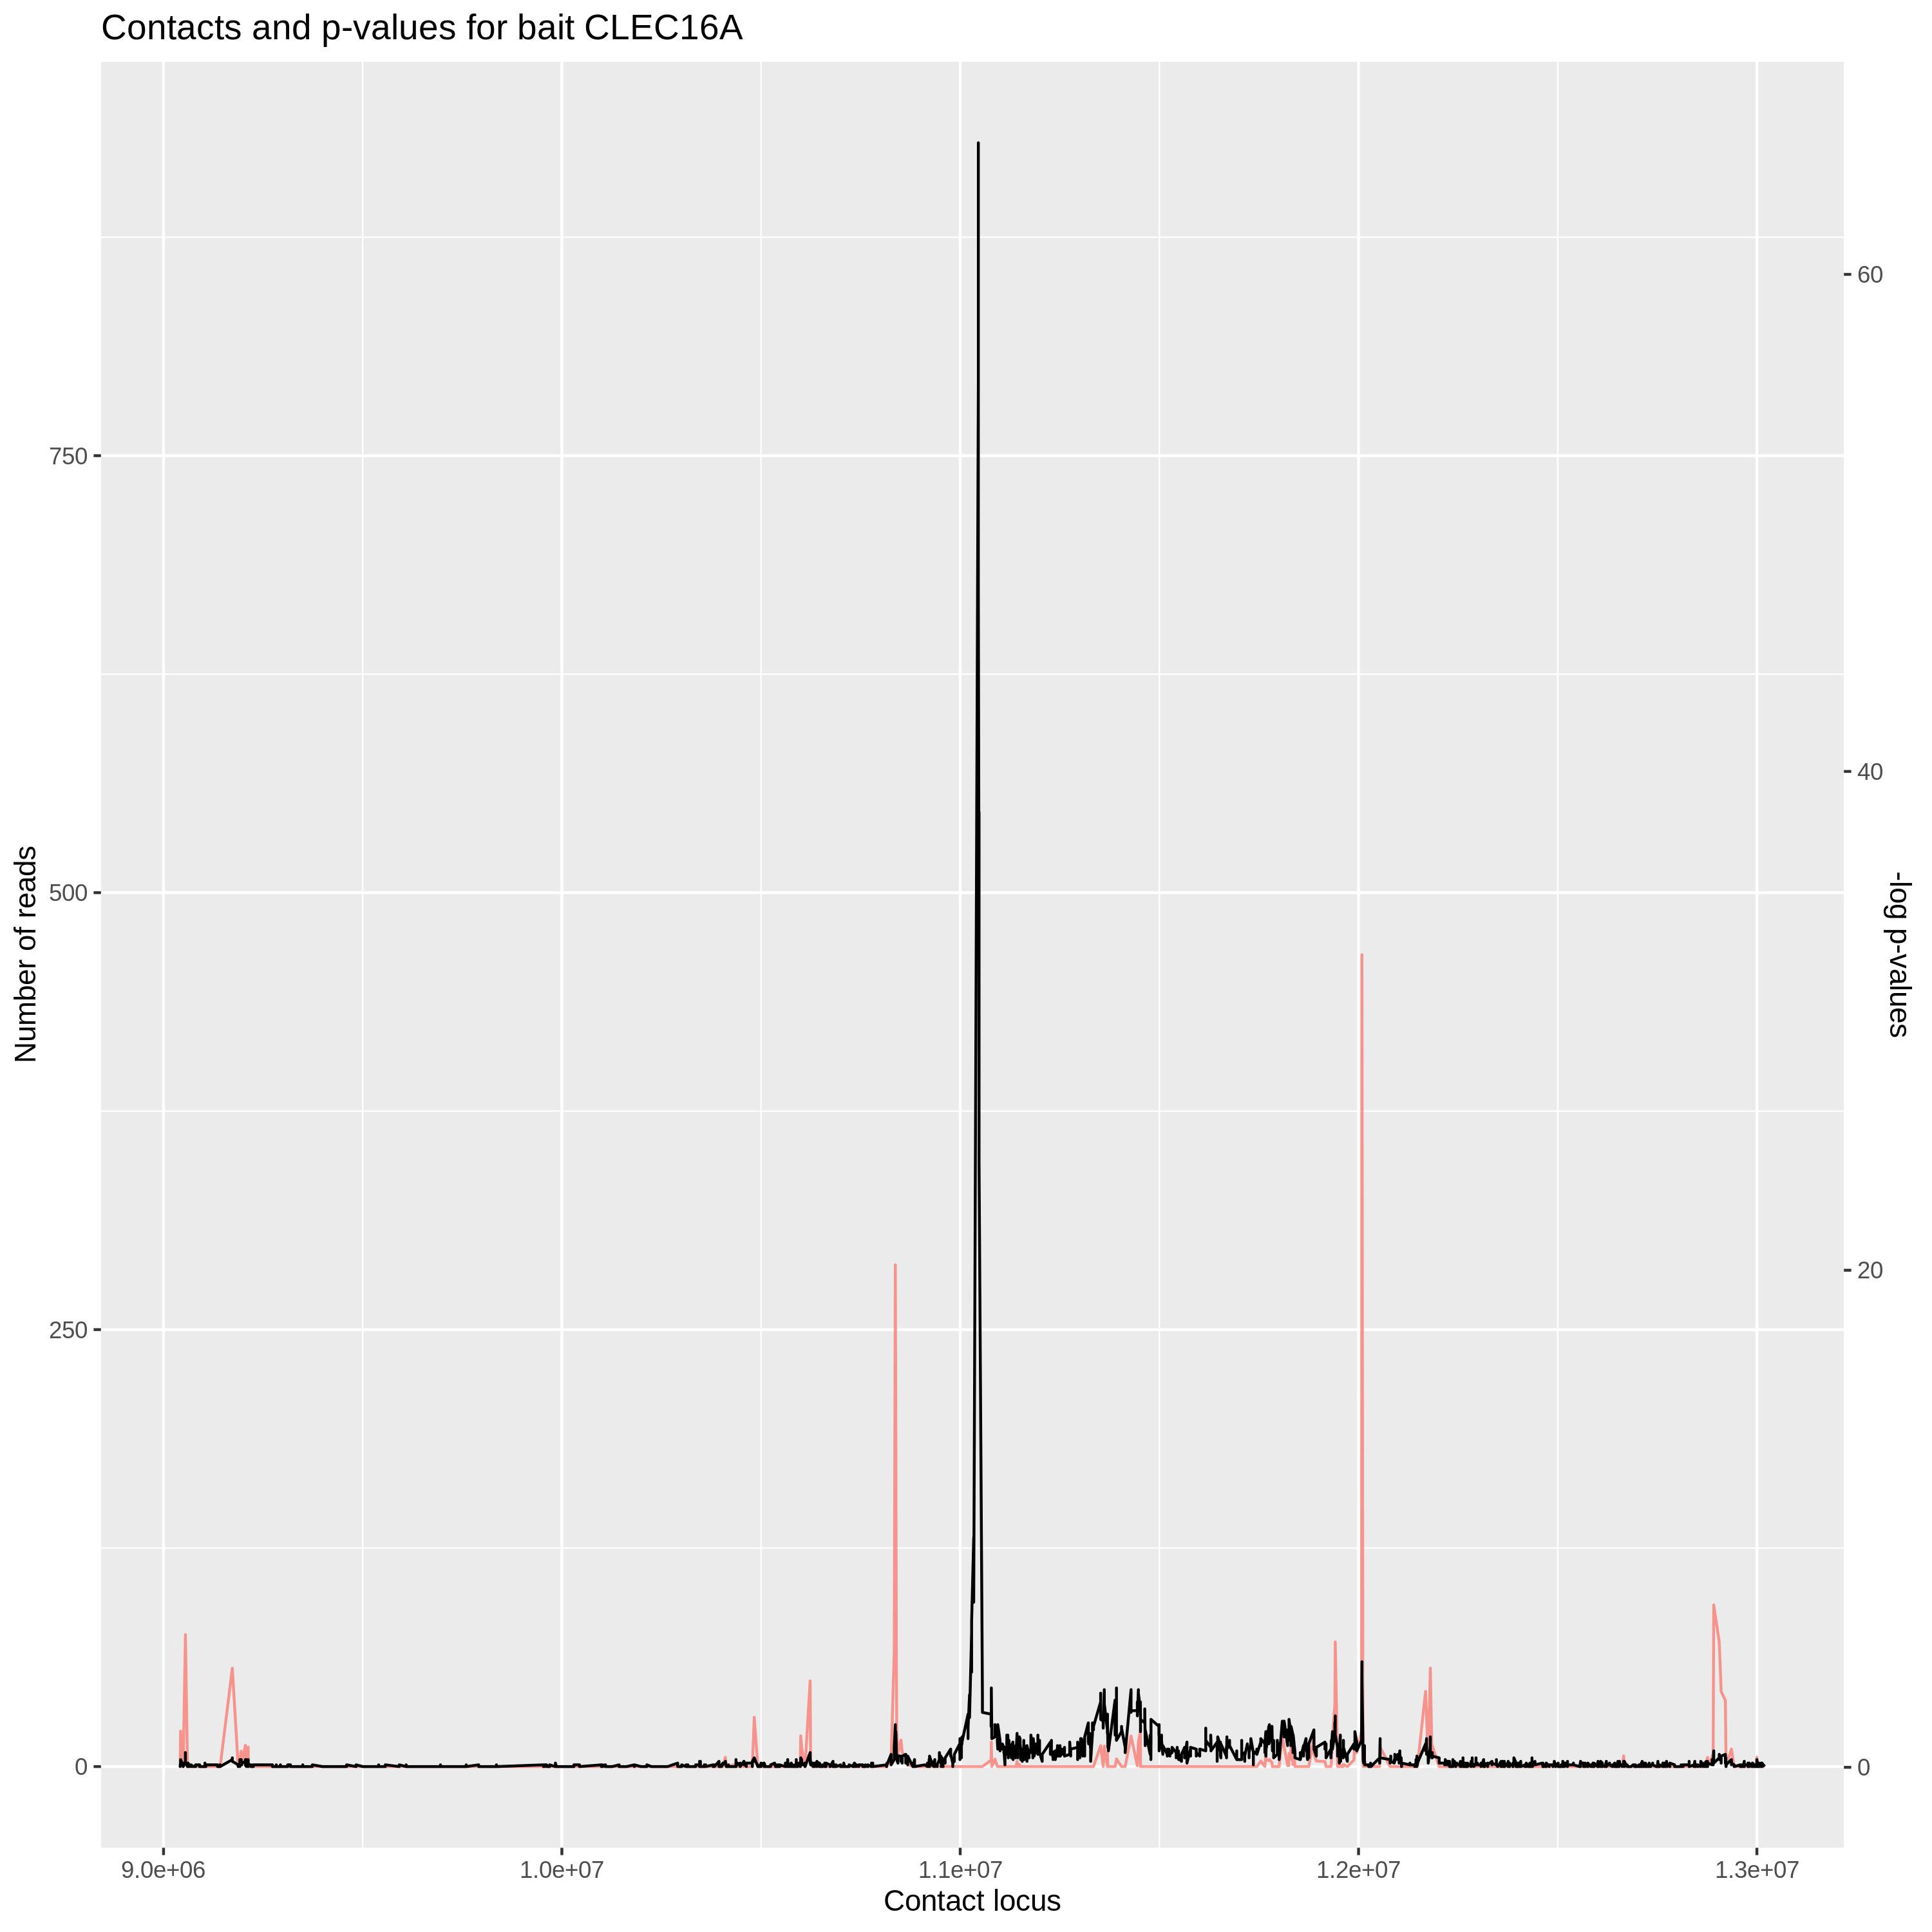 Contacts and p-values for bait CLEC16A
Number of reads
750
500
250
0
60
40
20
0
-log p-values
9.0e+06
1.0e+07
1.1e+07
1.2e+07
1.3e+07
Contact locus